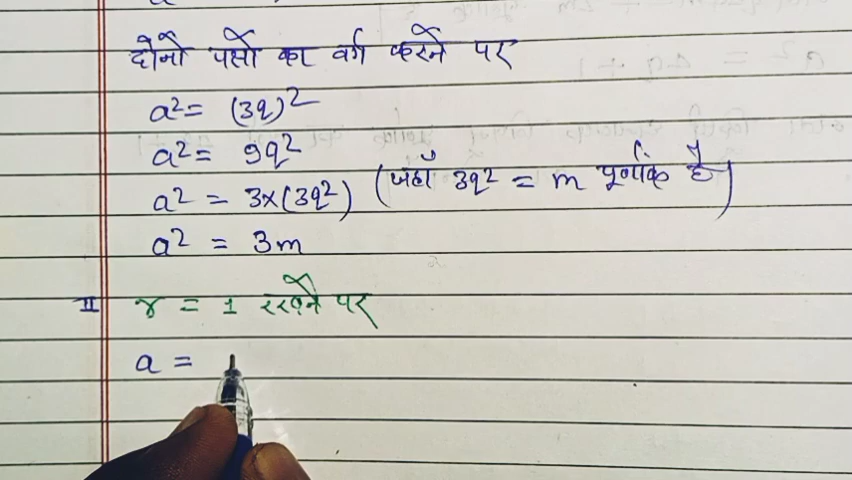 दोनो पक्षो का वर्ग करने पर
a² = (3q)²
a² = 9q²
a² = 3×(3q²) (जहाँ 3q² = m पूर्णांक है)
a² = 3m
II r = 1 रखने पर
a =